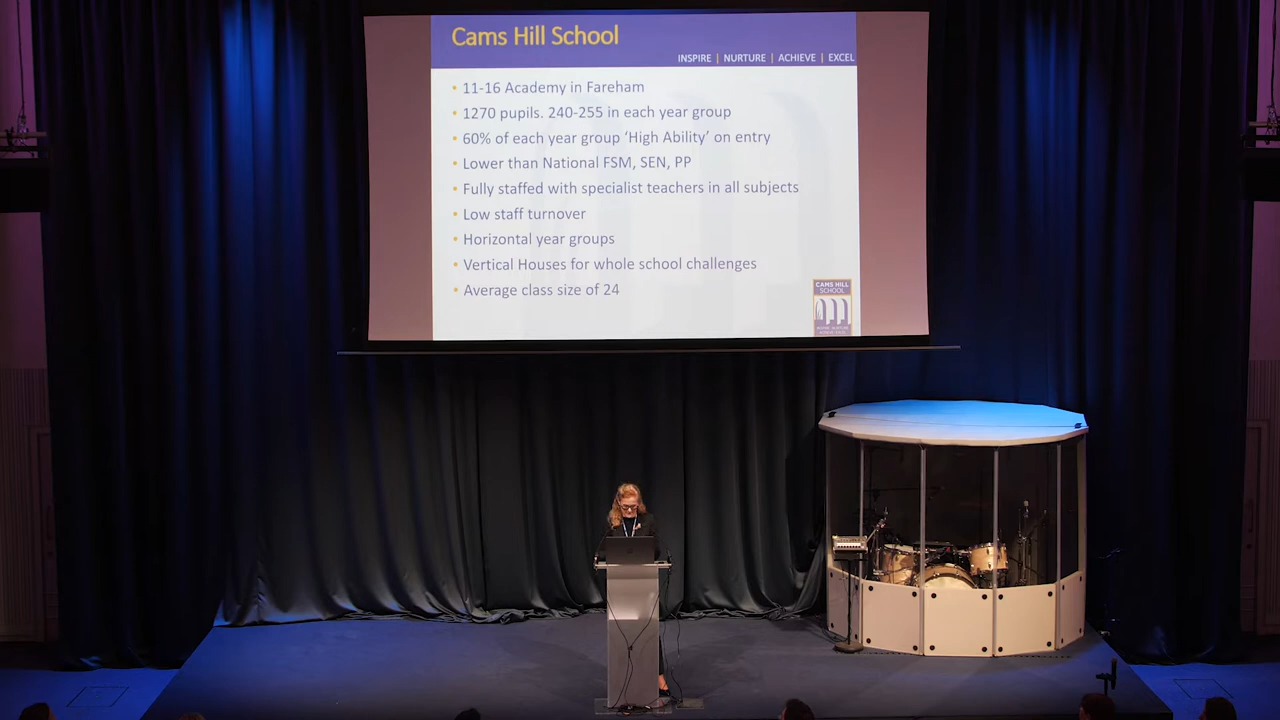 Cams Hill School
INSPIRE | NURTURE | ACHIEVE | EXCEL
• 11-16 Academy in Fareham
• 1270 pupils. 240-255 in each year group
• 60% of each year group ‘High Ability’ on entry
• Lower than National FSM, SEN, PP
• Fully staffed with specialist teachers in all subjects
• Low staff turnover
• Horizontal year groups
• Vertical Houses for whole school challenges
• Average class size of 24
CAMS HILL
SCHOOL